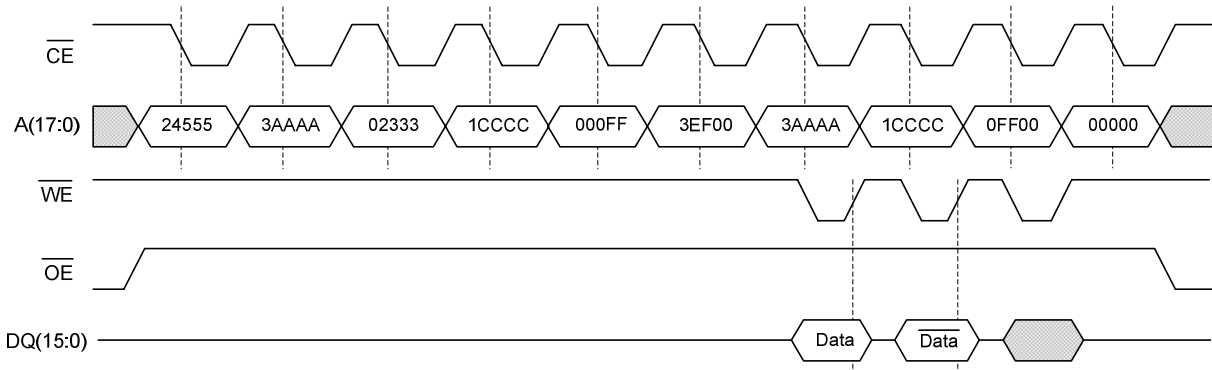 CE
A(17:0) 24555 3AAAA 02333 1CCCC 000FF 3EF00 3AAAA 1CCCC 0FF00 00000
WE
OE
DQ(15:0) Data Data